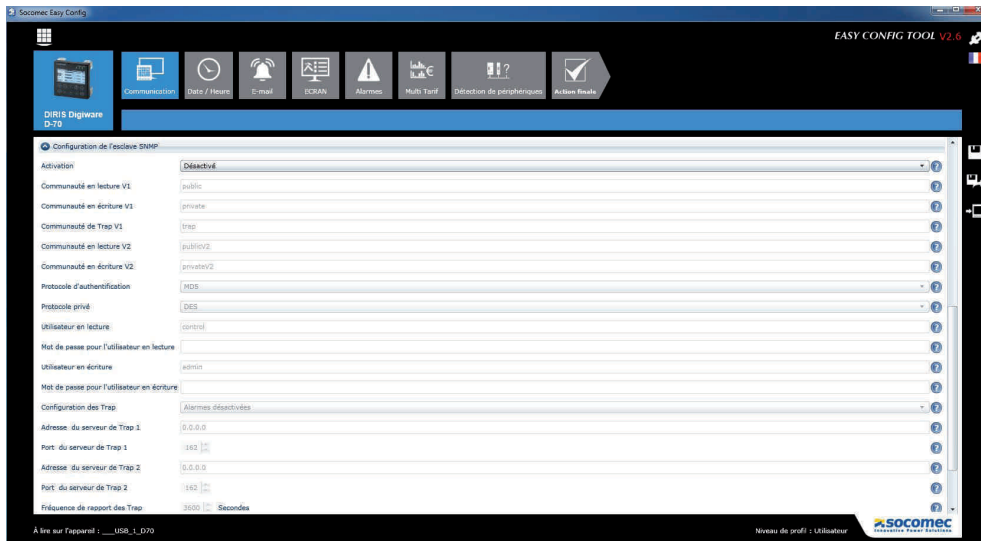 Socomec Easy Config
EASY CONFIG TOOL V2.6
Communication
Date / Heure
E-mail
ECRAN
Alarmes
Multi Tarif
Détection de périphériques
Action finale
DIRIS Digiware
D-70
Configuration de l'esclave SNMP
Activation Désactivé
Communauté en lecture V1 public
Communauté en écriture V1 private
Communauté de Trap V1 trap
Communauté en lecture V2 publicV2
Communauté en écriture V2 privateV2
Protocole d'authentification MD5
Protocole privé DES
Utilisateur en lecture control
Mot de passe pour l'utilisateur en lecture
Utilisateur en écriture admin
Mot de passe pour l'utilisateur en écriture
Configuration des Trap Alarmes désactivées
Adresse du serveur de Trap 1 0.0.0.0
Port du serveur de Trap 1 162
Adresse du serveur de Trap 2 0.0.0.0
Port du serveur de Trap 2 162
Fréquence de rapport des Trap 3600 Secondes
À lire sur l'appareil : ___USB_1_D70
Niveau de profil : Utilisateur
socomec
Innovative Power Solutions